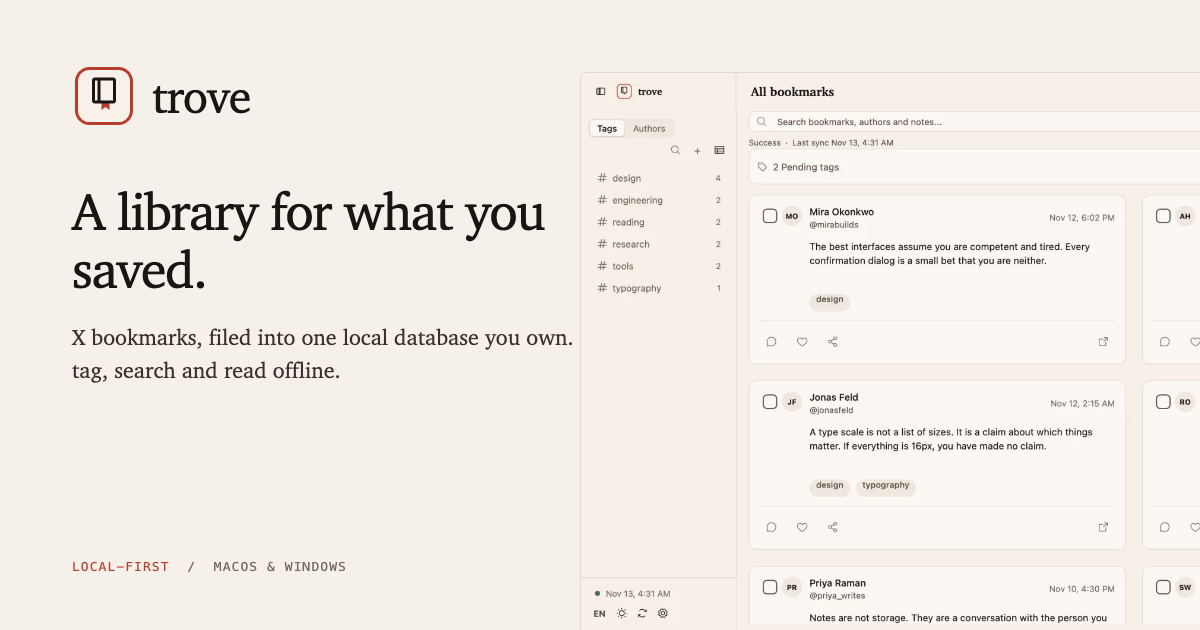 trove
A library for what you
saved.
X bookmarks, filed into one local database you own.
tag, search and read offline.
LOCAL–FIRST / MACOS & WINDOWS
trove
Tags Authors
# design 4
# engineering 2
# reading 2
# research 2
# tools 2
# typography 1
Nov 13, 4:31 AM
EN
All bookmarks
Search bookmarks, authors and notes...
Success · Last sync Nov 13, 4:31 AM
2 Pending tags
MO Mira Okonkwo Nov 12, 6:02 PM
@mirabuilds
The best interfaces assume you are competent and tired. Every
confirmation dialog is a small bet that you are neither.
design
AH
JF Jonas Feld Nov 12, 2:15 AM
@jonasfeld
A type scale is not a list of sizes. It is a claim about which things
matter. If everything is 16px, you have made no claim.
design typography
RO
PR Priya Raman Nov 10, 4:30 PM
@priya_writes
Notes are not storage. They are a conversation with the person you
SW